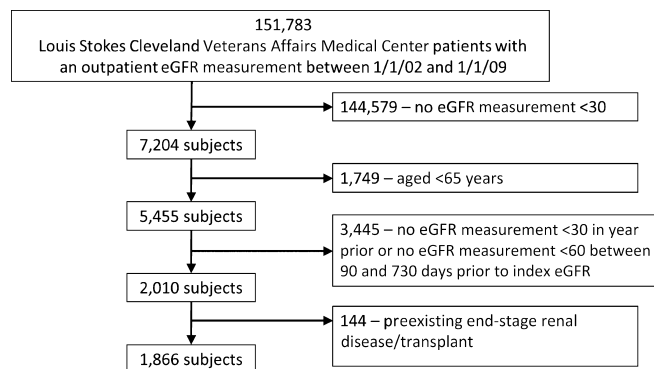 151,783
Louis Stokes Cleveland Veterans Affairs Medical Center patients with
an outpatient eGFR measurement between 1/1/02 and 1/1/09
144,579 – no eGFR measurement <30
7,204 subjects
1,749 – aged <65 years
5,455 subjects
3,445 – no eGFR measurement <30 in year
prior or no eGFR measurement <60 between
90 and 730 days prior to index eGFR
2,010 subjects
144 – preexisting end-stage renal
disease/transplant
1,866 subjects